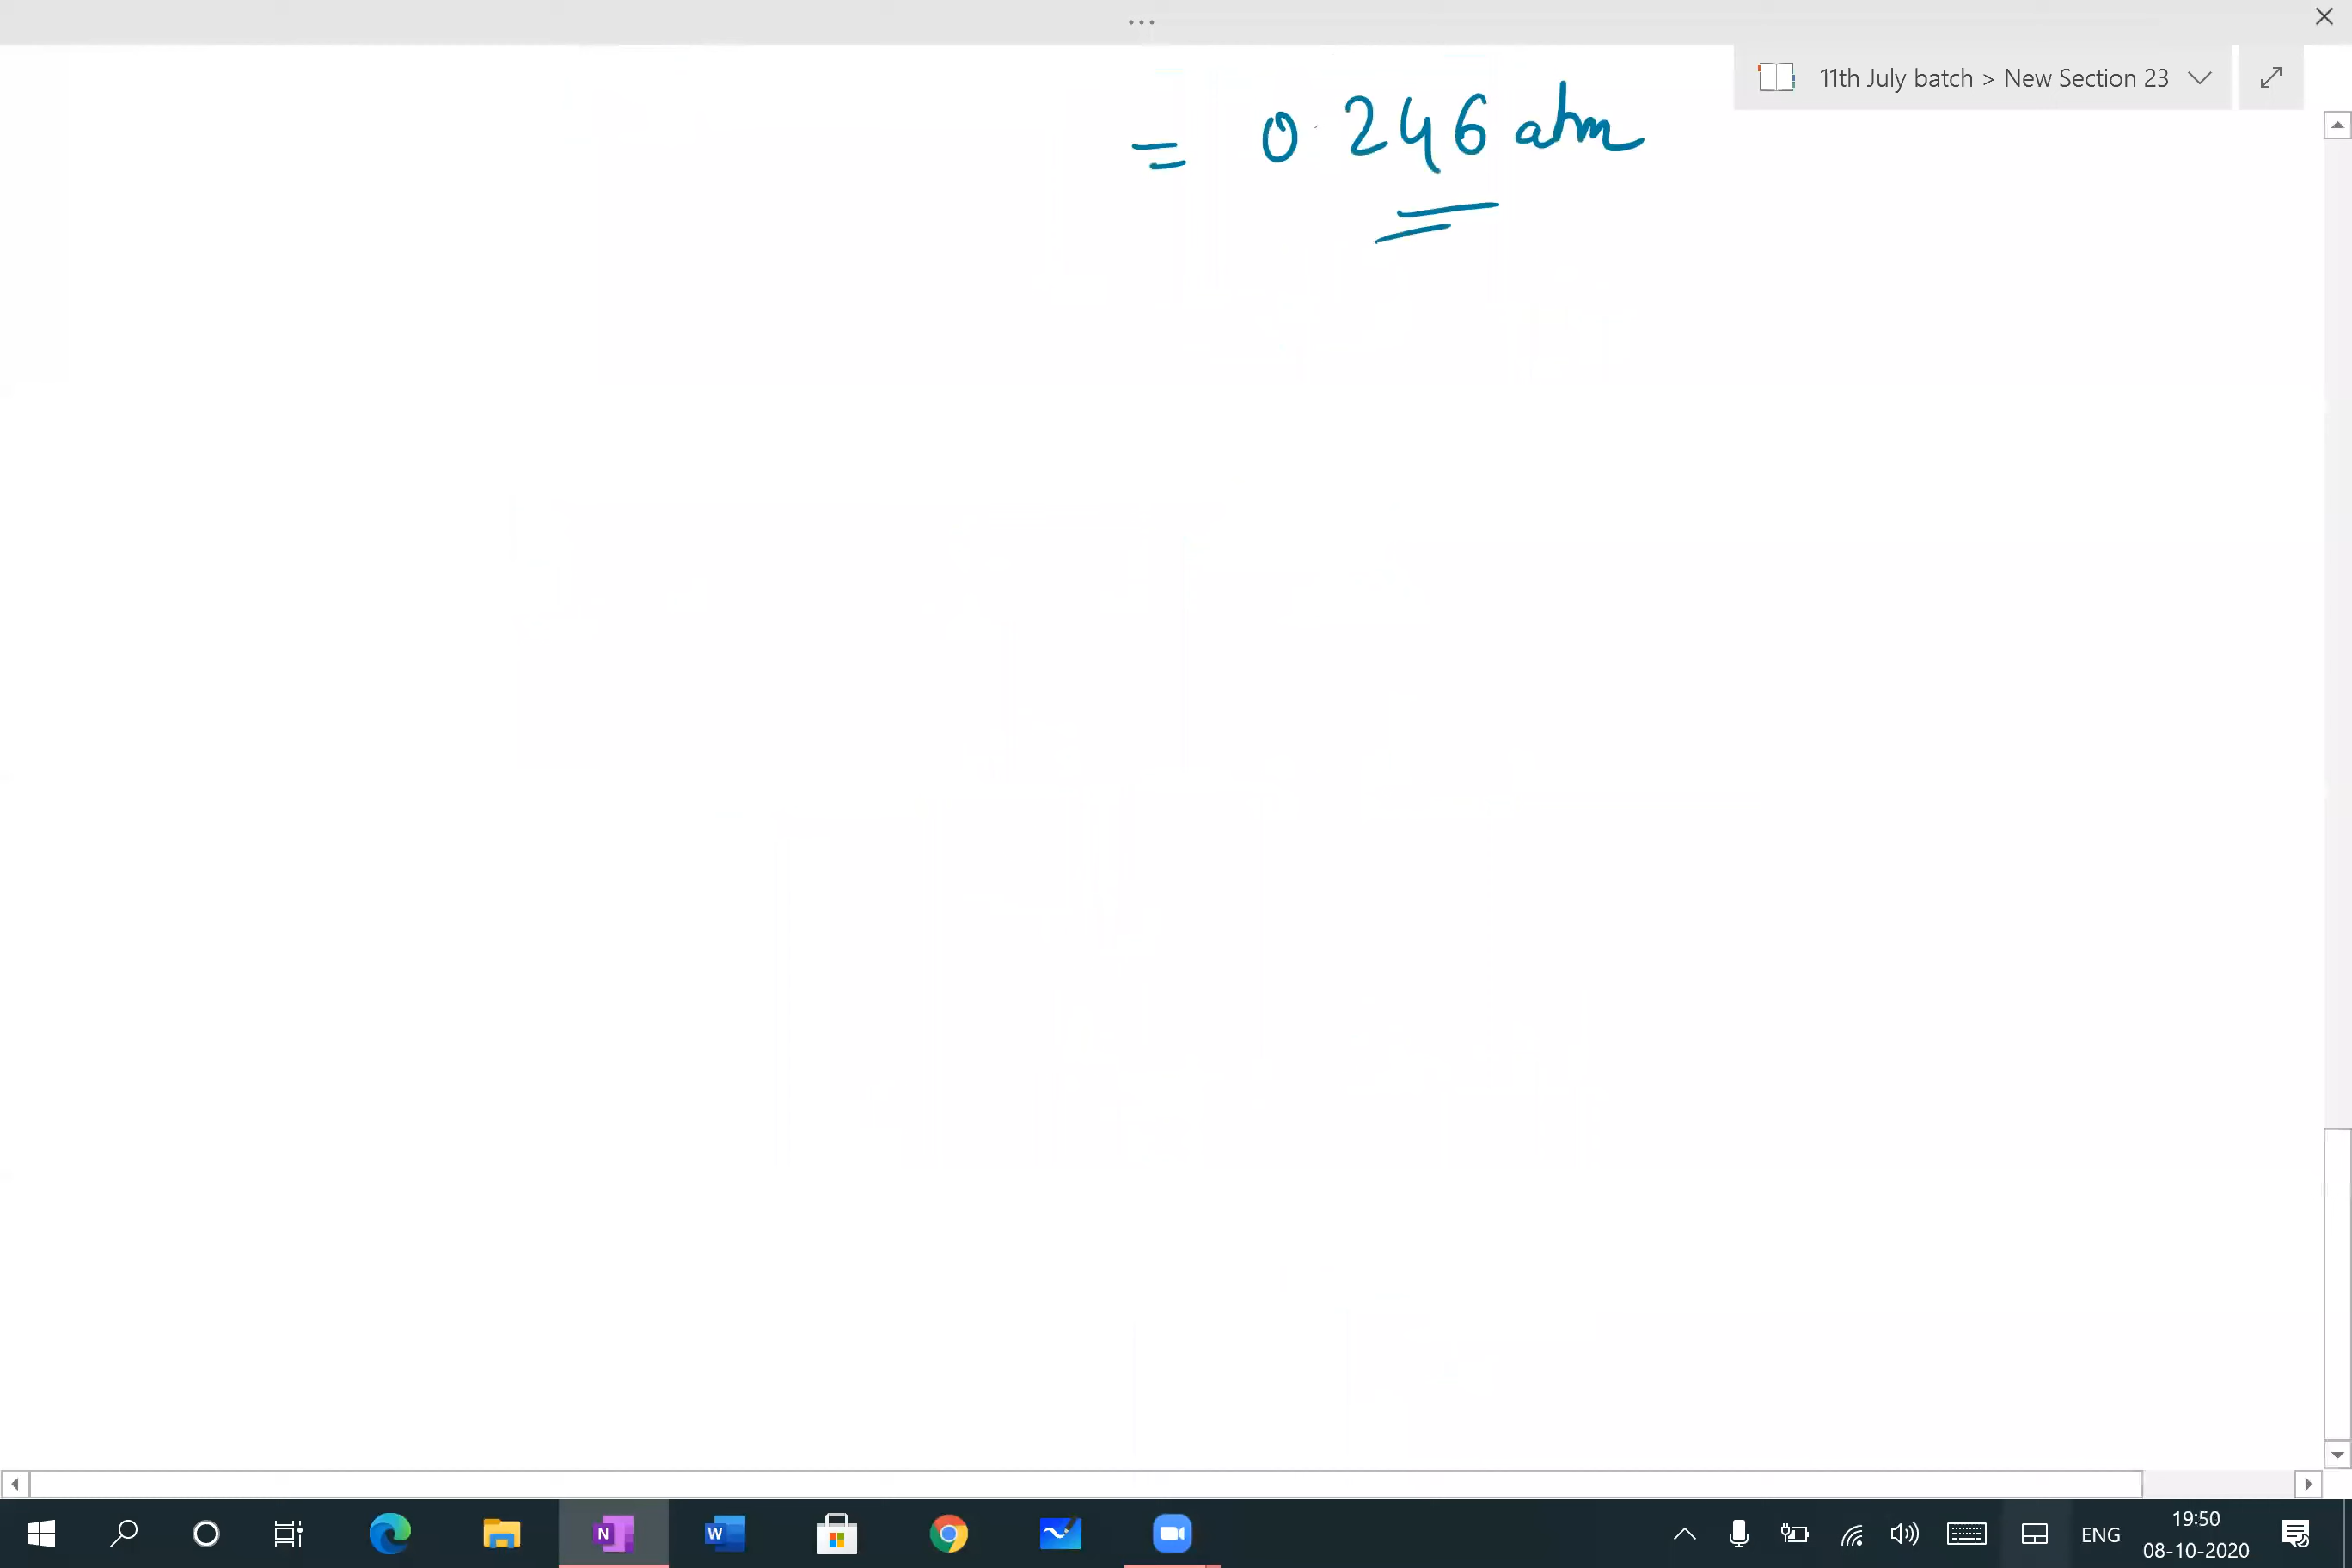 ...
11th July batch > New Section 23
= 0.246 atm
N
W
ENG
19:50
08-10-2020